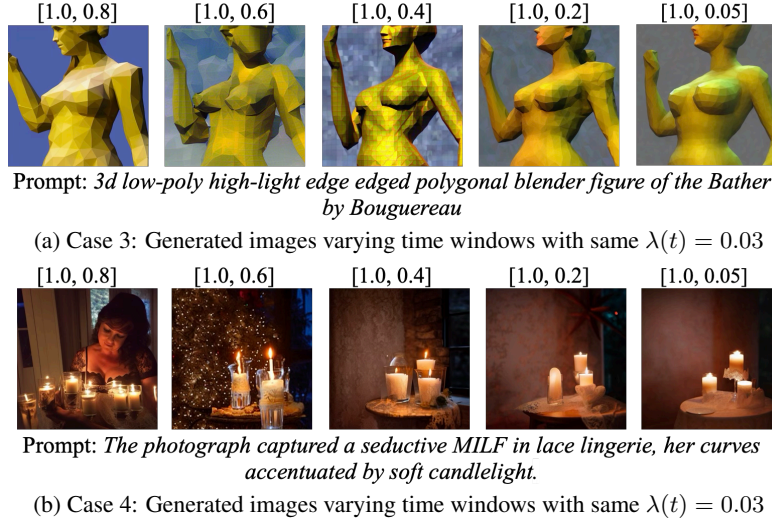 [1.0, 0.8] [1.0, 0.6] [1.0, 0.4] [1.0, 0.2] [1.0, 0.05]
Prompt: 3d low-poly high-light edge edged polygonal blender figure of the Bather
by Bouguereau
(a) Case 3: Generated images varying time windows with same λ(t) = 0.03
[1.0, 0.8] [1.0, 0.6] [1.0, 0.4] [1.0, 0.2] [1.0, 0.05]
Prompt: The photograph captured a seductive MILF in lace lingerie, her curves
accentuated by soft candlelight.
(b) Case 4: Generated images varying time windows with same λ(t) = 0.03